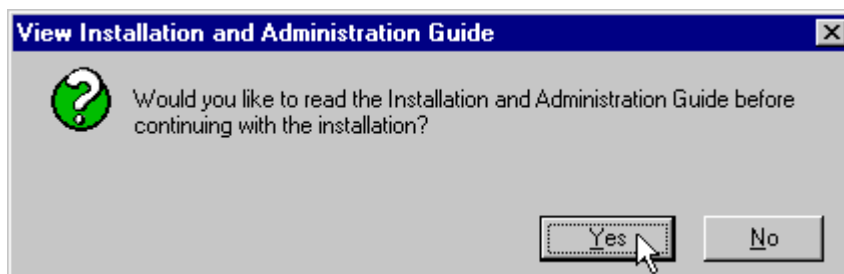 View Installation and Administration Guide
Would you like to read the Installation and Administration Guide before
continuing with the installation?
Yes
No